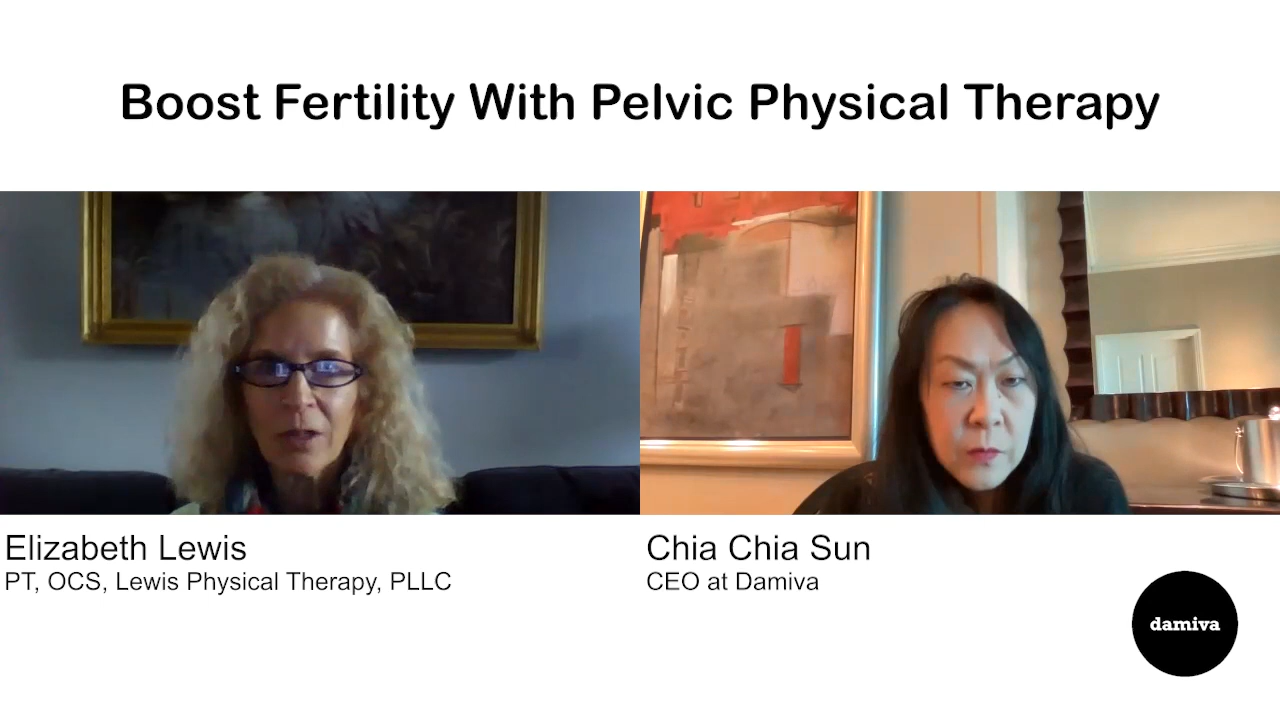 Boost Fertility With Pelvic Physical Therapy
Elizabeth Lewis
PT, OCS, Lewis Physical Therapy, PLLC
Chia Chia Sun
CEO at Damiva
damiva